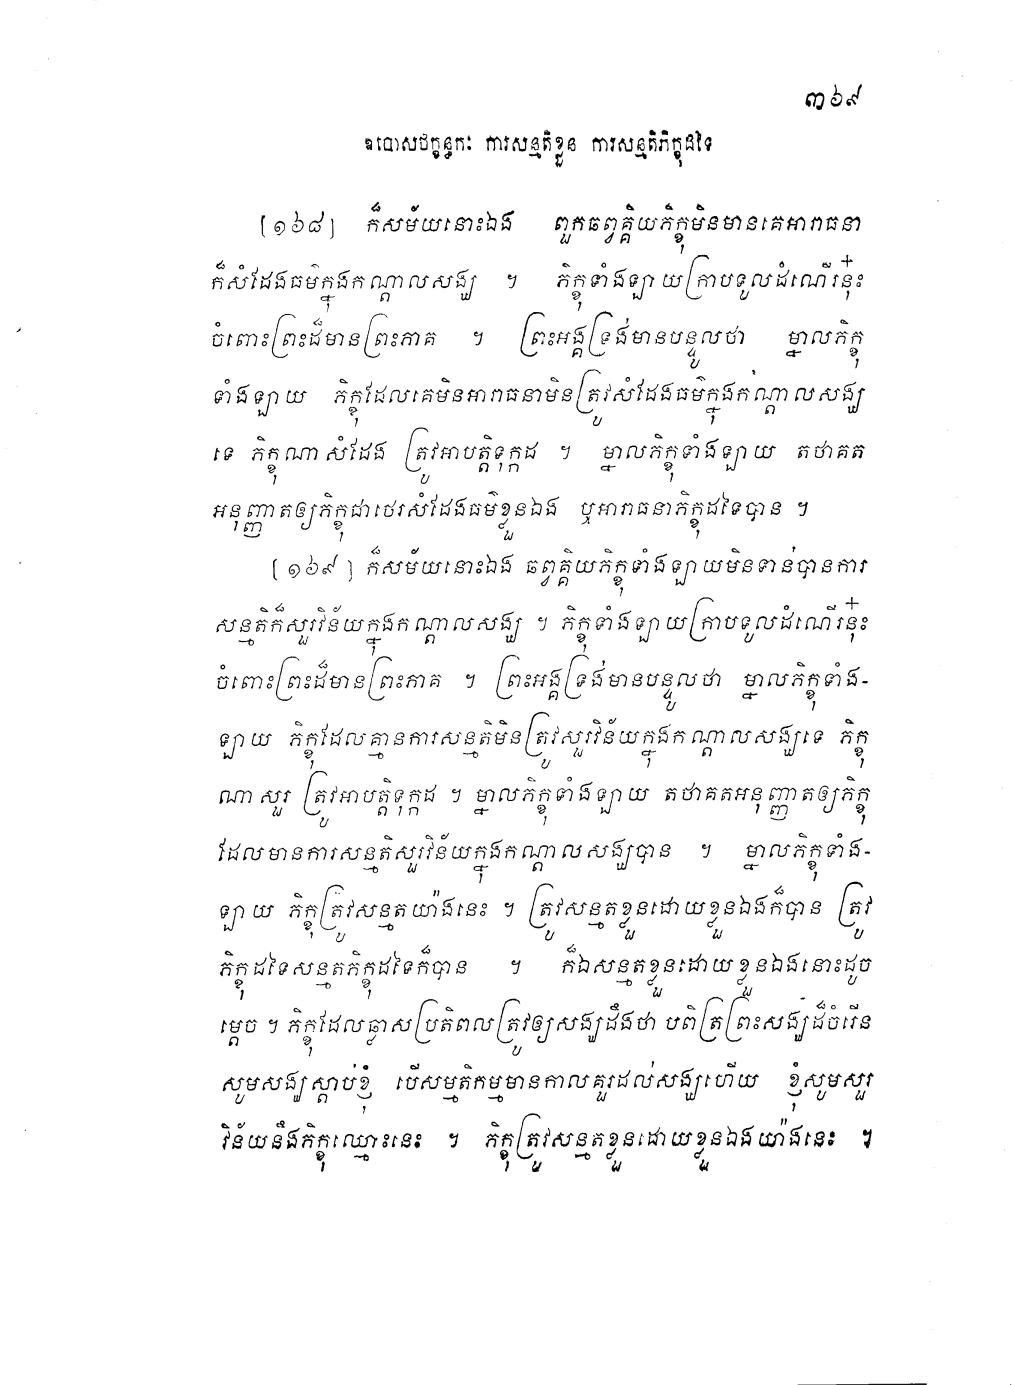 ៣៦៩
ឧបោសថក្ខន្ធកៈ ការសន្មតិខ្លួន ការសន្មតិភិក្ខុដទៃ
[១៦៨] ក៏សម័យនោះឯង ពួកឆព្វគ្គិយភិក្ខុមិនមានគេអារាធនា
ក៏សំដែងធម៌ក្នុងកណ្តាលសង្ឃ ។ ភិក្ខុទាំងឡាយក្រាបទូលដំណើរនុ៎ះ
ចំពោះព្រះដ៏មានព្រះភាគ ។ ព្រះអង្គទ្រង់មានបន្ទូលថា ម្នាលភិក្ខុ
ទាំងឡាយ ភិក្ខុដែលគេមិនអារាធនាមិនត្រូវសំដែងធម៌ក្នុងកណ្តាលសង្ឃ
ទេ ភិក្ខុណាសំដែង ត្រូវអាបត្តិទុក្កដ ។ ម្នាលភិក្ខុទាំងឡាយ តថាគត
អនុញ្ញាតឲ្យភិក្ខុជាថេរសំដែងធម៌ខ្លួនឯង ឬអារាធនាភិក្ខុដទៃបាន ។
[១៦៩] ក៏សម័យនោះឯង ឆព្វគ្គិយភិក្ខុទាំងឡាយមិនទាន់បានការ
សន្មតិក៏សួរវិន័យក្នុងកណ្តាលសង្ឃ ។ ភិក្ខុទាំងឡាយក្រាបទូលដំណើរនុ៎ះ
ចំពោះព្រះដ៏មានព្រះភាគ ។ ព្រះអង្គទ្រង់មានបន្ទូលថា ម្នាលភិក្ខុទាំង-
ឡាយ ភិក្ខុដែលគ្មានការសន្មតិមិនត្រូវសួរវិន័យក្នុងកណ្តាលសង្ឃទេ ភិក្ខុ
ណាសួរ ត្រូវអាបត្តិទុក្កដ ។ ម្នាលភិក្ខុទាំងឡាយ តថាគតអនុញ្ញាតឲ្យភិក្ខុ
ដែលមានការសន្មតិសួរវិន័យក្នុងកណ្តាលសង្ឃបាន ។ ម្នាលភិក្ខុទាំង-
ឡាយ ភិក្ខុត្រូវសន្មតយ៉ាងនេះ ។ ត្រូវសន្មតខ្លួនដោយខ្លួនឯងក៏បាន ត្រូវ
ភិក្ខុដទៃសន្មតភិក្ខុដទៃក៏បាន ។ ក៏ឯសន្មតខ្លួនដោយខ្លួនឯងនោះដូច
ម្តេច ។ ភិក្ខុដែលឆ្លាសប្រតិពលត្រូវឲ្យសង្ឃដឹងថា បពិត្រព្រះសង្ឃដ៏ចំរើន
សូមសង្ឃស្តាប់ខ្ញុំ បើសម្មតិកម្មមានកាលគួរដល់សង្ឃហើយ ខ្ញុំសូមសួរ
វិន័យនឹងភិក្ខុឈ្មោះនេះ ។ ភិក្ខុត្រូវសន្មតខ្លួនដោយខ្លួនឯងយ៉ាងនេះ ។